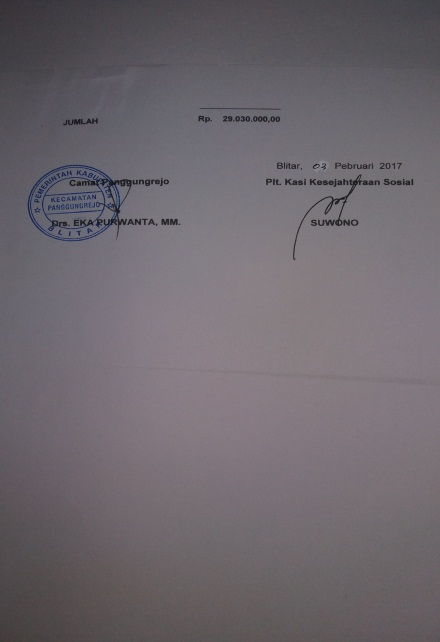 JUMLAH Rp. 29.030.000,00
Blitar, 03 Pebruari 2017
Camat Panggungrejo Plt. Kasi Kesejahteraan Sosial
PEMERINTAH KABUPATEN
KECAMATAN
PANGGUNGREJO
BLITAR
Drs. EKA PURWANTA, MM. SUWONO